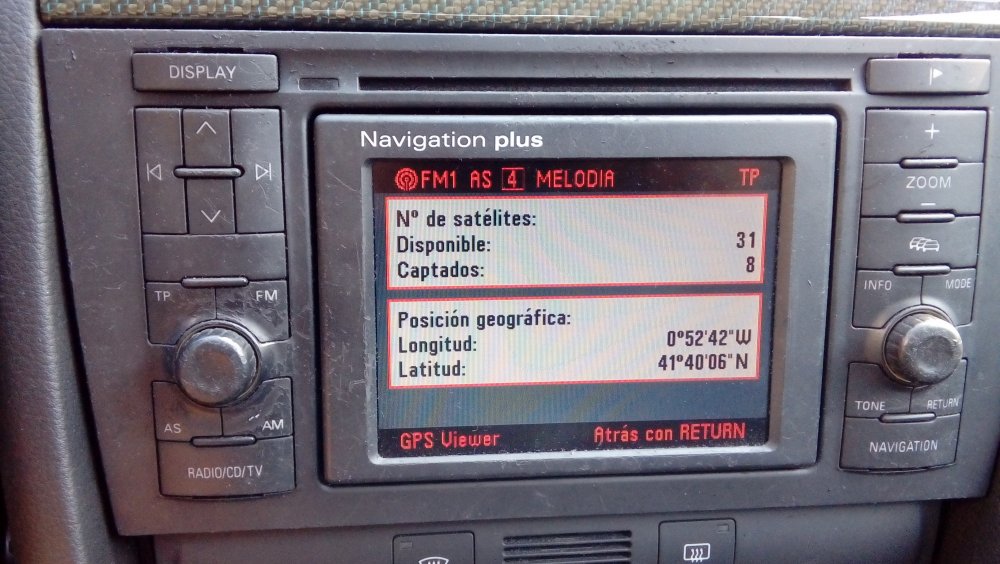 DISPLAY
Navigation plus
FM1 AS 4 MELODIA TP
Nº de satélites:
Disponible: 31
Captados: 8
Posición geográfica:
Longitud: 0°52'42"W
Latitud: 41°40'06"N
GPS Viewer Atrás con RETURN
TP FM
AS AM
RADIO/CD/TV
+
ZOOM
−
INFO MODE
TONE RETURN
NAVIGATION